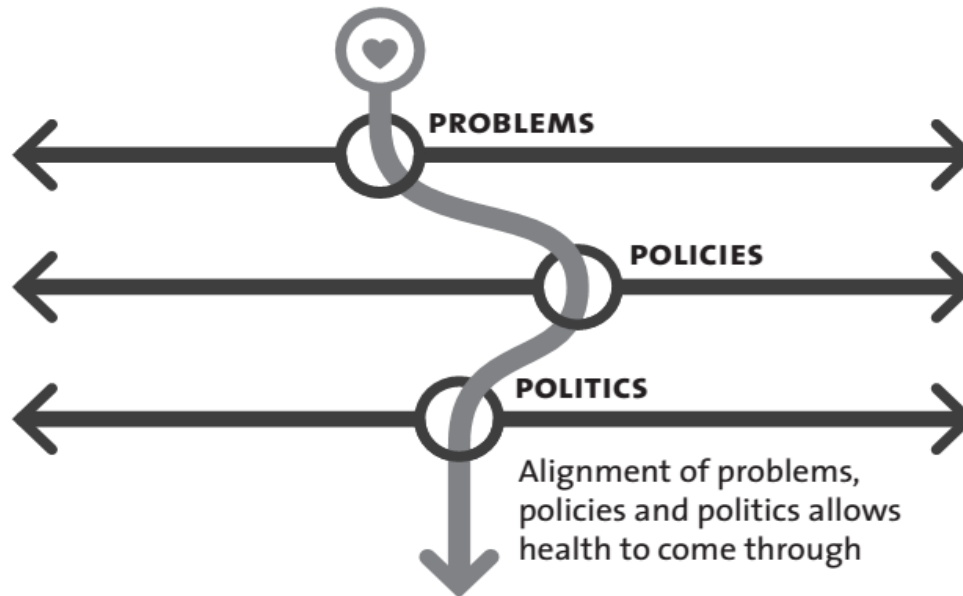 PROBLEMS
POLICIES
POLITICS
Alignment of problems,
policies and politics allows
health to come through